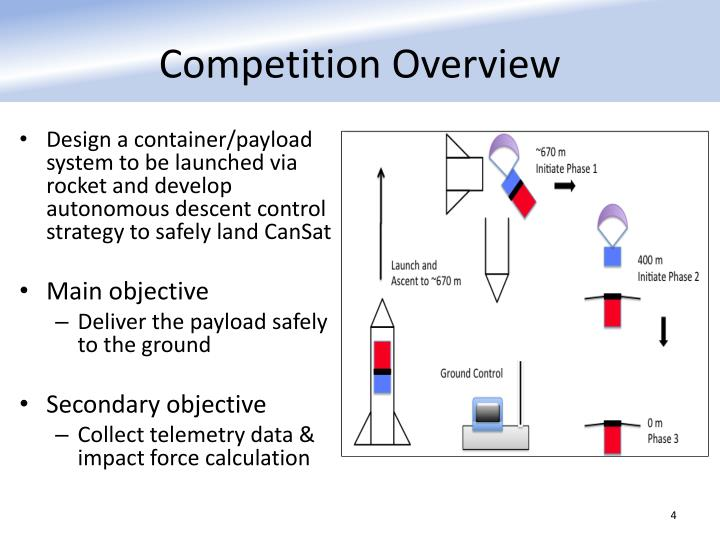 Competition Overview
• Design a container/payload
system to be launched via
rocket and develop
autonomous descent control
strategy to safely land CanSat
• Main objective
– Deliver the payload safely
to the ground
• Secondary objective
– Collect telemetry data &
impact force calculation
~670 m
Initiate Phase 1
400 m
Initiate Phase 2
Launch and
Ascent to ~670 m
Ground Control
0 m
Phase 3
4